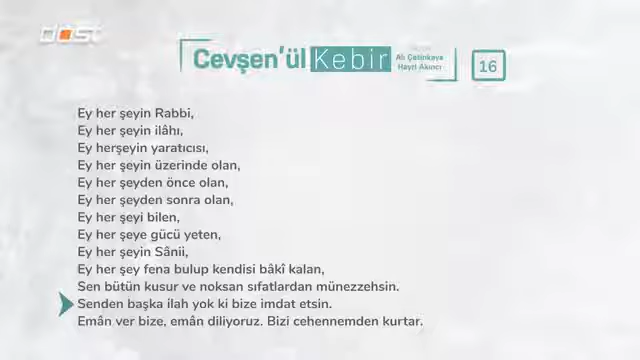 dost
Cevşen'ül Kebir
Ali Çetinkaya
Hayri Akıncı
16
Ey her şeyin Rabbi,
Ey her şeyin ilâhı,
Ey herşeyin yaratıcısı,
Ey her şeyin üzerinde olan,
Ey her şeyden önce olan,
Ey her şeyden sonra olan,
Ey her şeyi bilen,
Ey her şeye gücü yeten,
Ey her şeyin Sânii,
Ey her şey fena bulup kendisi bâkî kalan,
Sen bütün kusur ve noksan sıfatlardan münezzehsin.
Senden başka ilah yok ki bize imdat etsin.
Emân ver bize, emân diliyoruz. Bizi cehennemden kurtar.